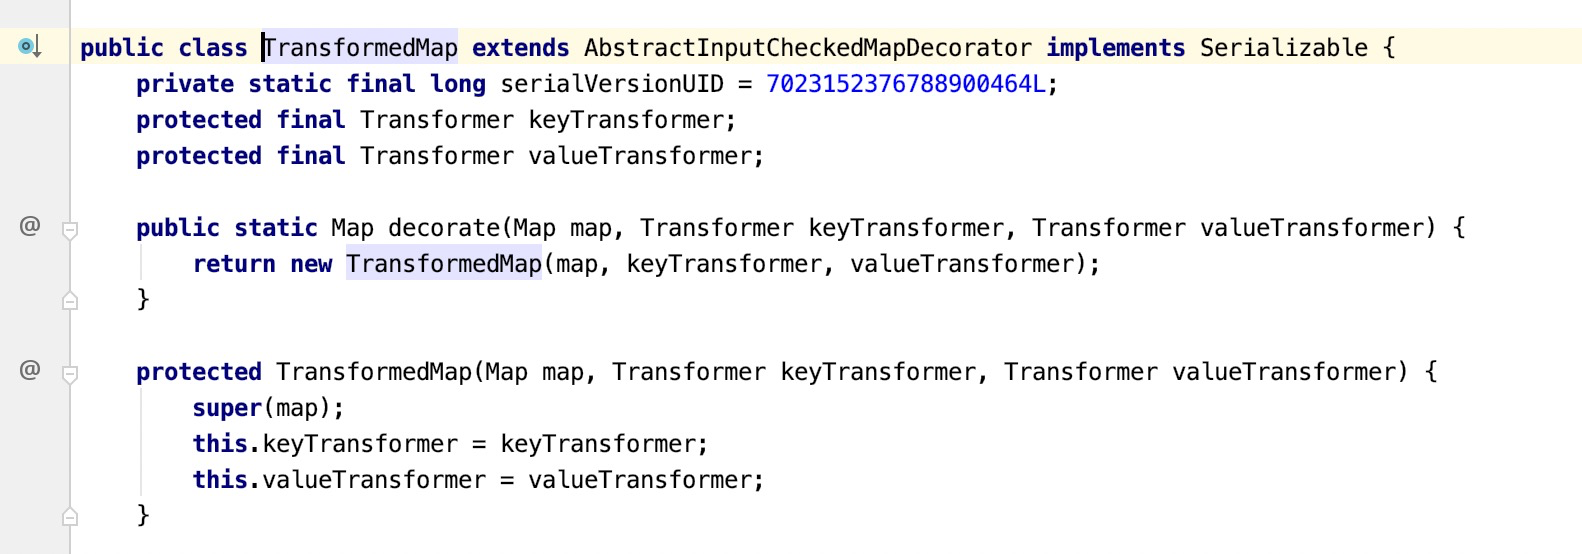 public class TransformedMap extends AbstractInputCheckedMapDecorator implements Serializable {
private static final long serialVersionUID = 7023152376788900464L;
protected final Transformer keyTransformer;
protected final Transformer valueTransformer;
@ public static Map decorate(Map map, Transformer keyTransformer, Transformer valueTransformer) {
return new TransformedMap(map, keyTransformer, valueTransformer);
}
@ protected TransformedMap(Map map, Transformer keyTransformer, Transformer valueTransformer) {
super(map);
this.keyTransformer = keyTransformer;
this.valueTransformer = valueTransformer;
}